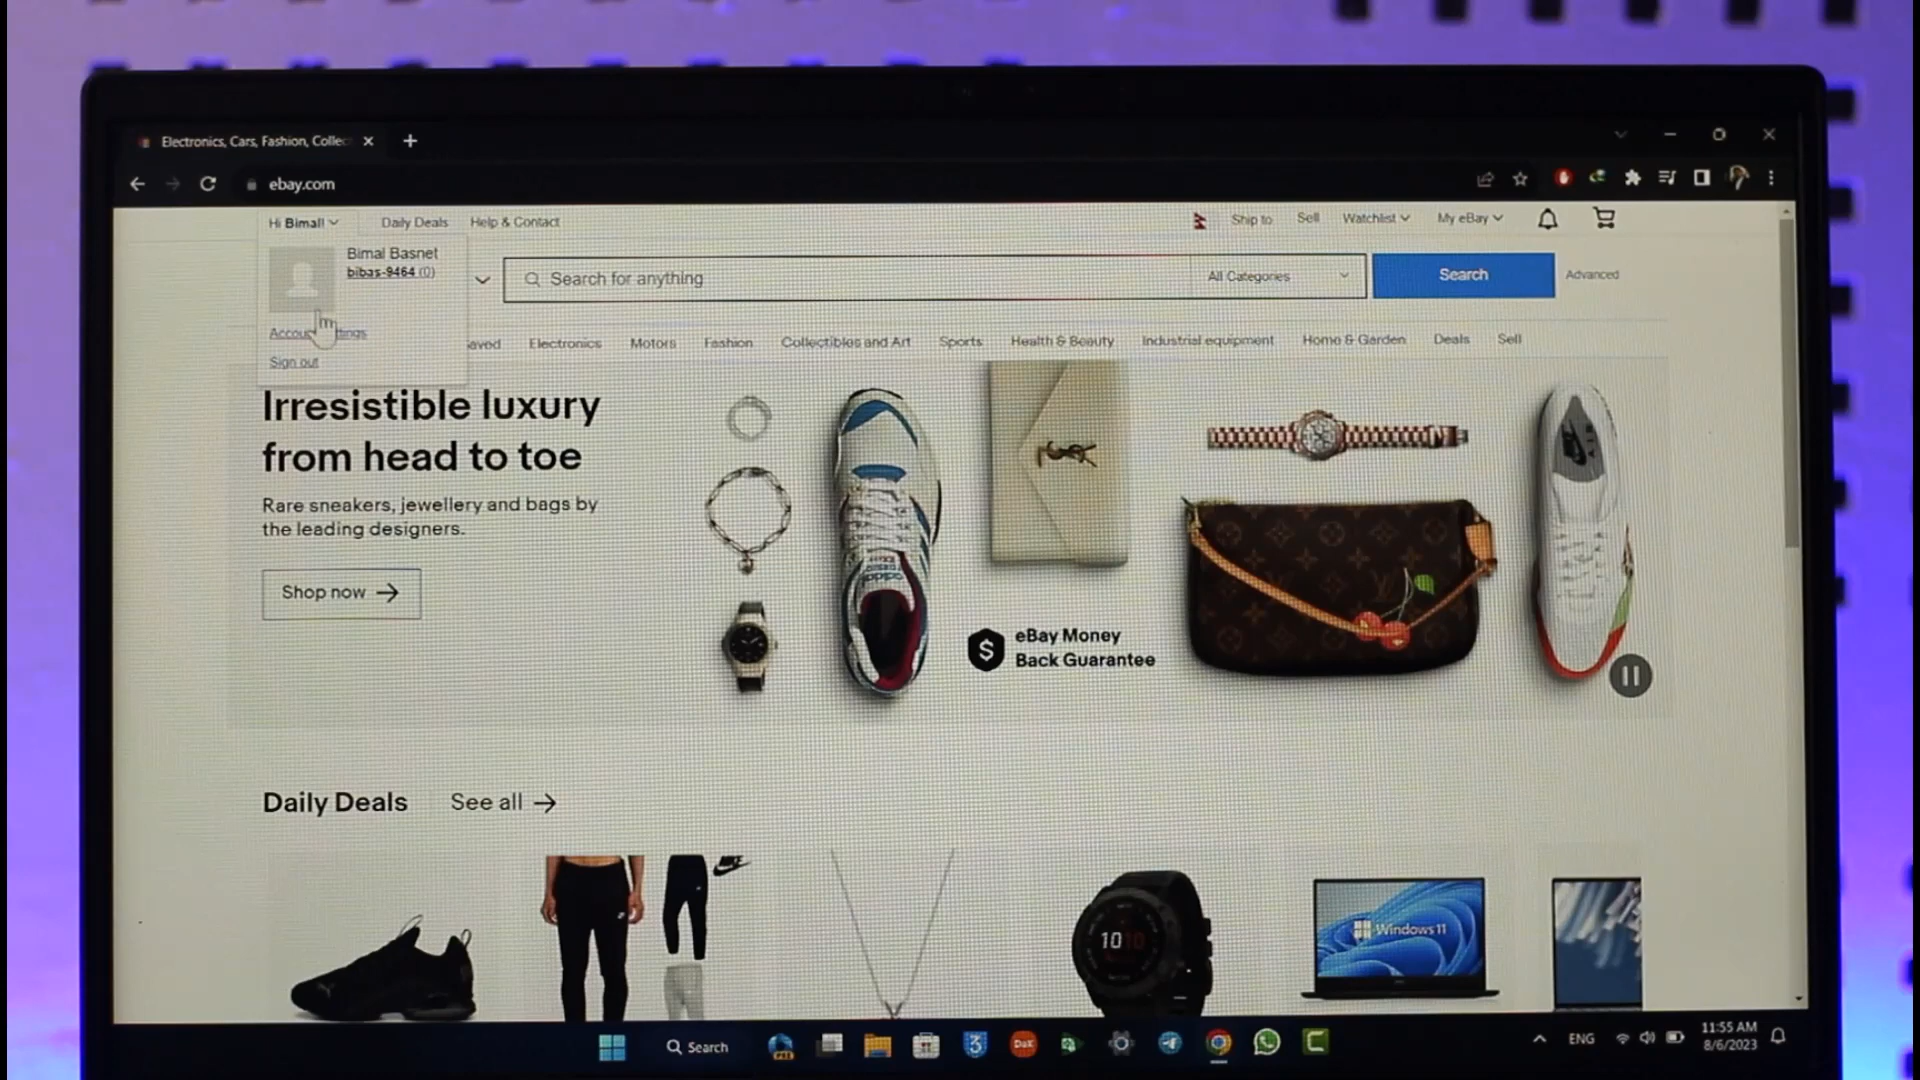 Electronics, Cars, Fashion, Collec
ebay.com
Hi Bimal!
Daily Deals
Help & Contact
Ship to
Sell
Watchlist
My eBay
Bimal Basnet
bibas-9464 (0)
Search for anything
All Categories
Search
Advanced
Sign out
aved
Electronics
Motors
Fashion
Collectibles and Art
Sports
Health & Beauty
Industrial equipment
Home & Garden
Deals
Sell
Irresistible luxury
from head to toe
Rare sneakers, jewellery and bags by
the leading designers.
Shop now
eBay Money
Back Guarantee
Daily Deals
See all
10 10
Windows 11
Search
ENG
11:55 AM
8/6/2023